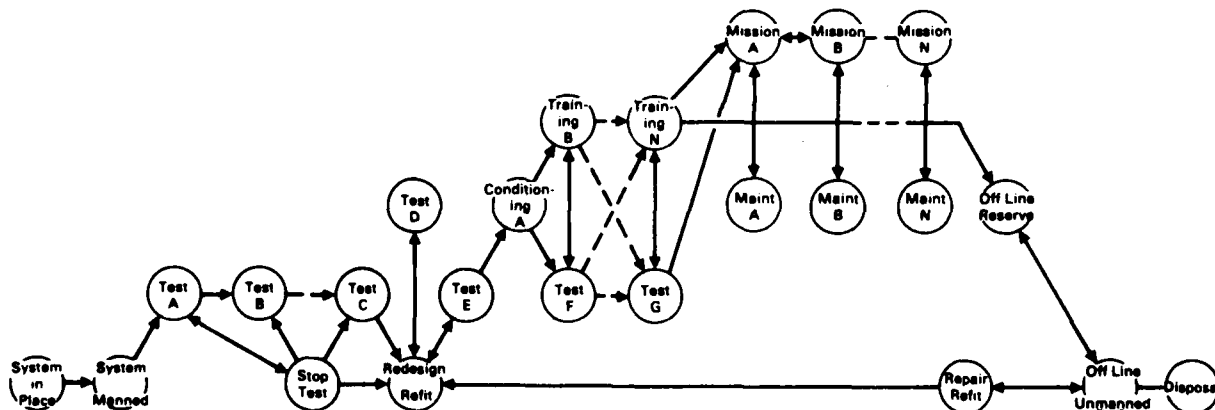 Mission
A
Mission
B
Mission
N
Train-
ing
B
Train-
ing
N
Test
D
Condition-
ing
A
Maint
A
Maint
B
Maint
N
Off Line
Reserve
Test
A
Test
B
Test
C
Test
E
Test
F
Test
G
System
in
Place
System
Manned
Stop
Test
Redesign
Refit
Repair
Refit
Off Line
Unmanned
Disposal